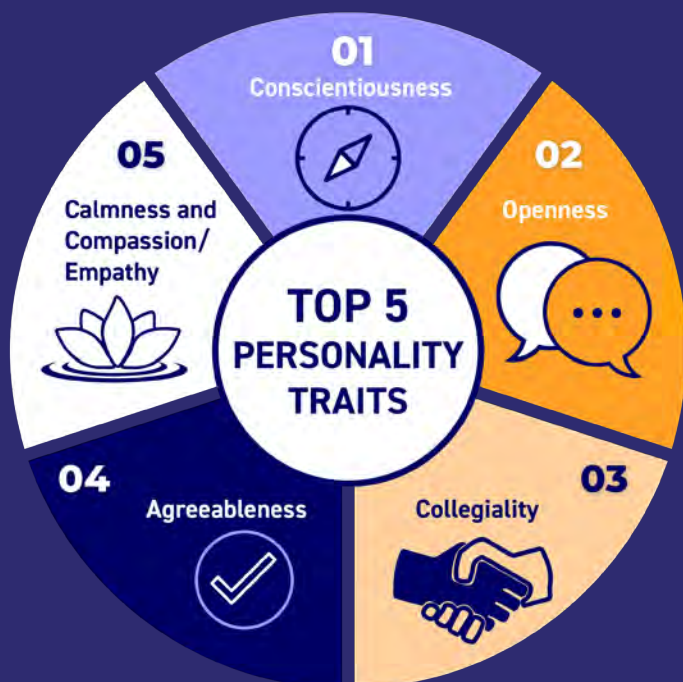 01
Conscientiousness
02
Openness
03
Collegiality
04
Agreeableness
05
Calmness and
Compassion/
Empathy
TOP 5
PERSONALITY
TRAITS